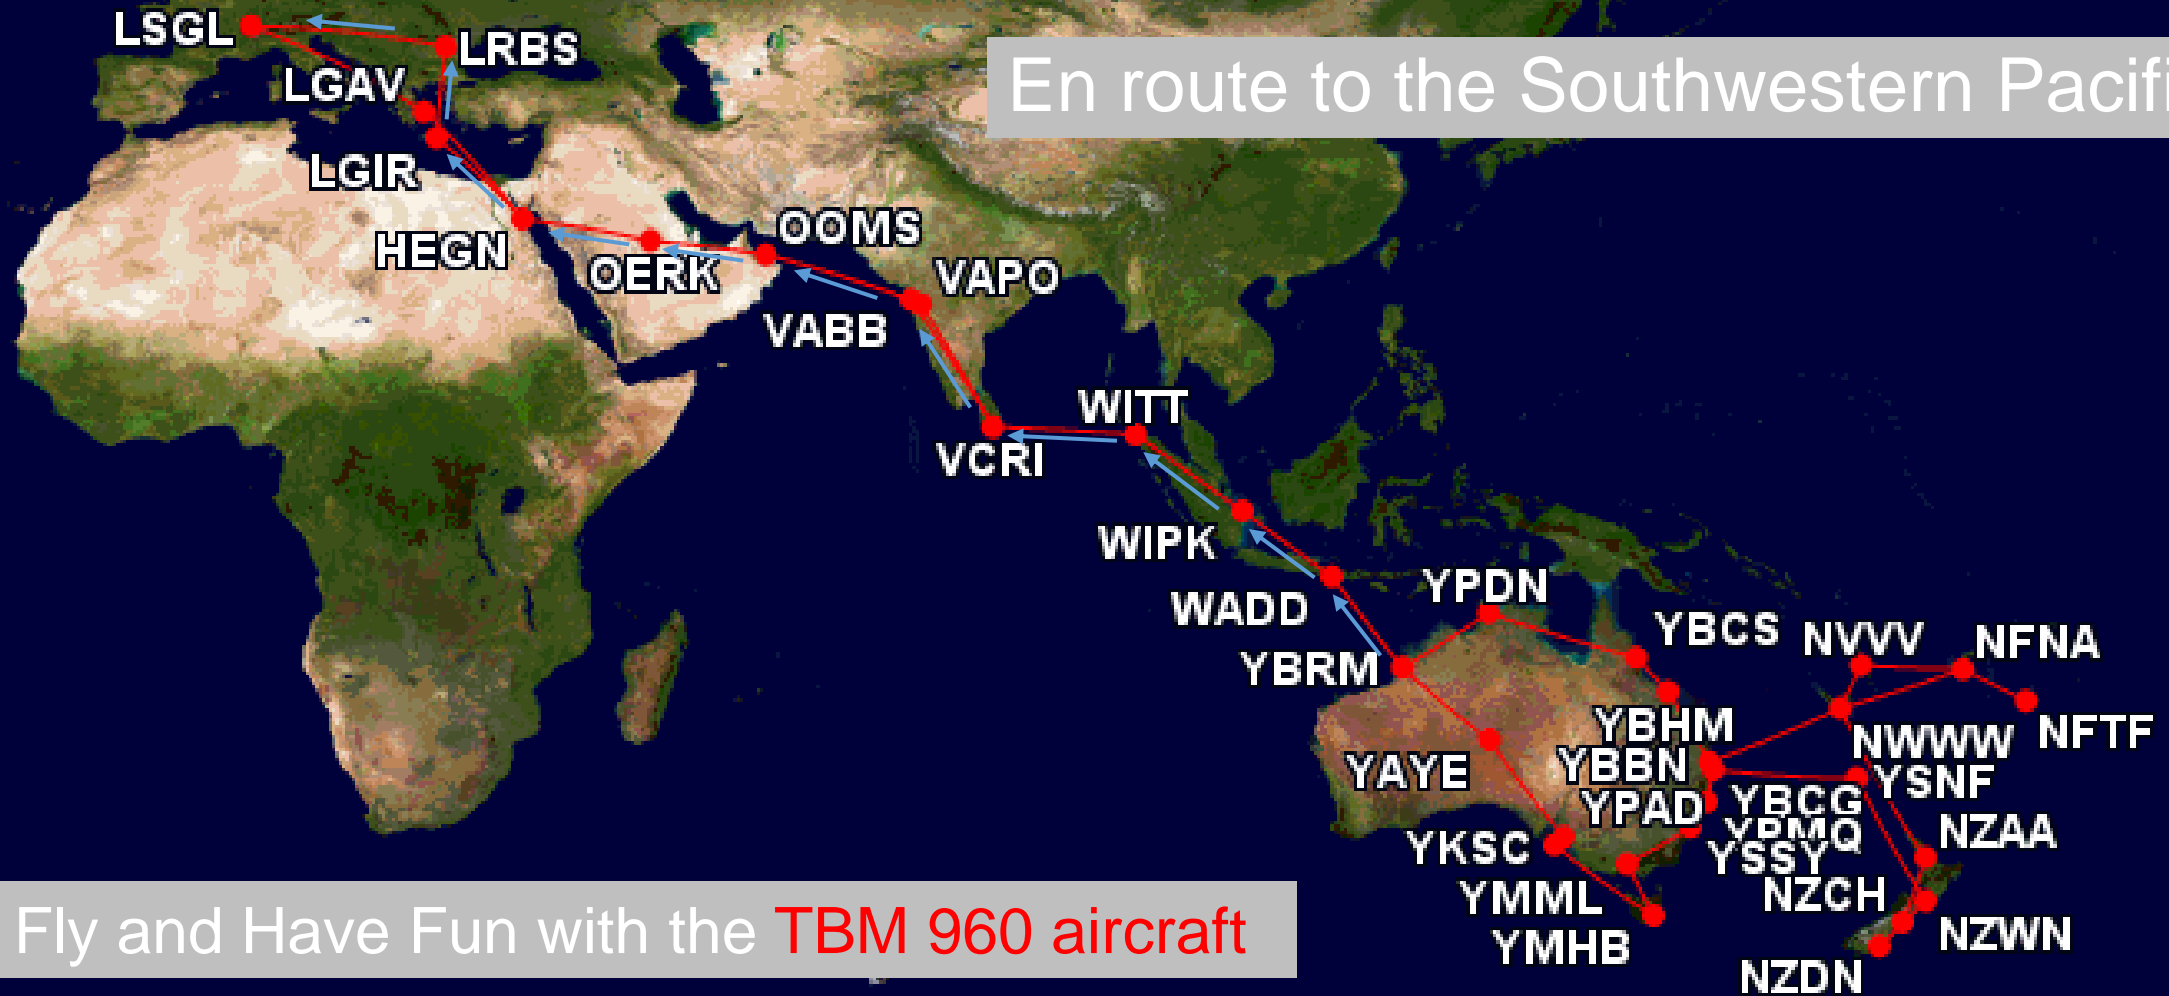 LSGL
LRBS
En route to the Southwestern Pacifi
LGAV
LGIR
OOMS
HEGN
OERK
VAPO
VABB
WITT
VCRI
WIPK
YPDN
WADD
YBCS
NVVV
NFNA
YBRM
YBHM
NWWW
NFTF
YAYE
YBBN
YSNF
YPAD
YBCG
YPMQ
NZAA
YKSC
YSSY
YMML
NZCH
Fly and Have Fun with the TBM 960 aircraft
NZWN
YMHB
NZDN